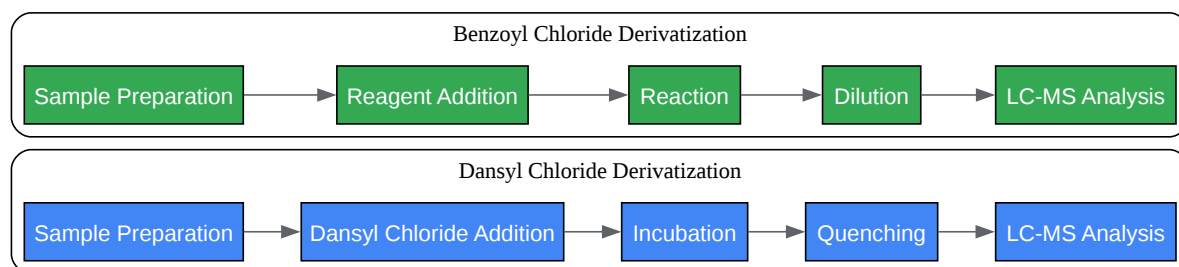 Benzoyl Chloride Derivatization
Sample Preparation Reagent Addition Reaction Dilution LC-MS Analysis
Dansyl Chloride Derivatization
Sample Preparation Dansyl Chloride Addition Incubation Quenching LC-MS Analysis